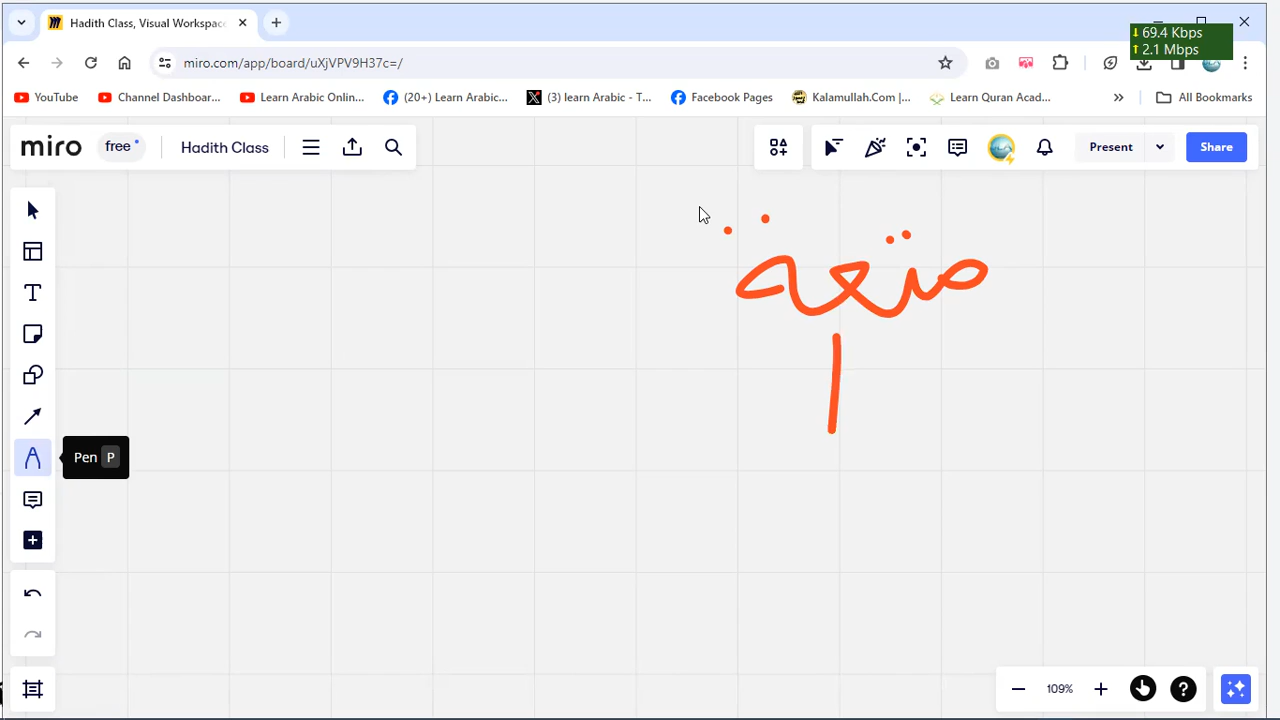 Hadith Class, Visual Workspac
69.4 Kbps
2.1 Mbps
miro.com/app/board/uXjVPV9H37c=/
YouTube Channel Dashboar... Learn Arabic Onlin... (20+) Learn Arabic... (3) learn Arabic - T... Facebook Pages Kalamullah.Com |... Learn Quran Acad... » All Bookmarks
miro free Hadith Class Present Share
متعة
ا
Pen P
109%